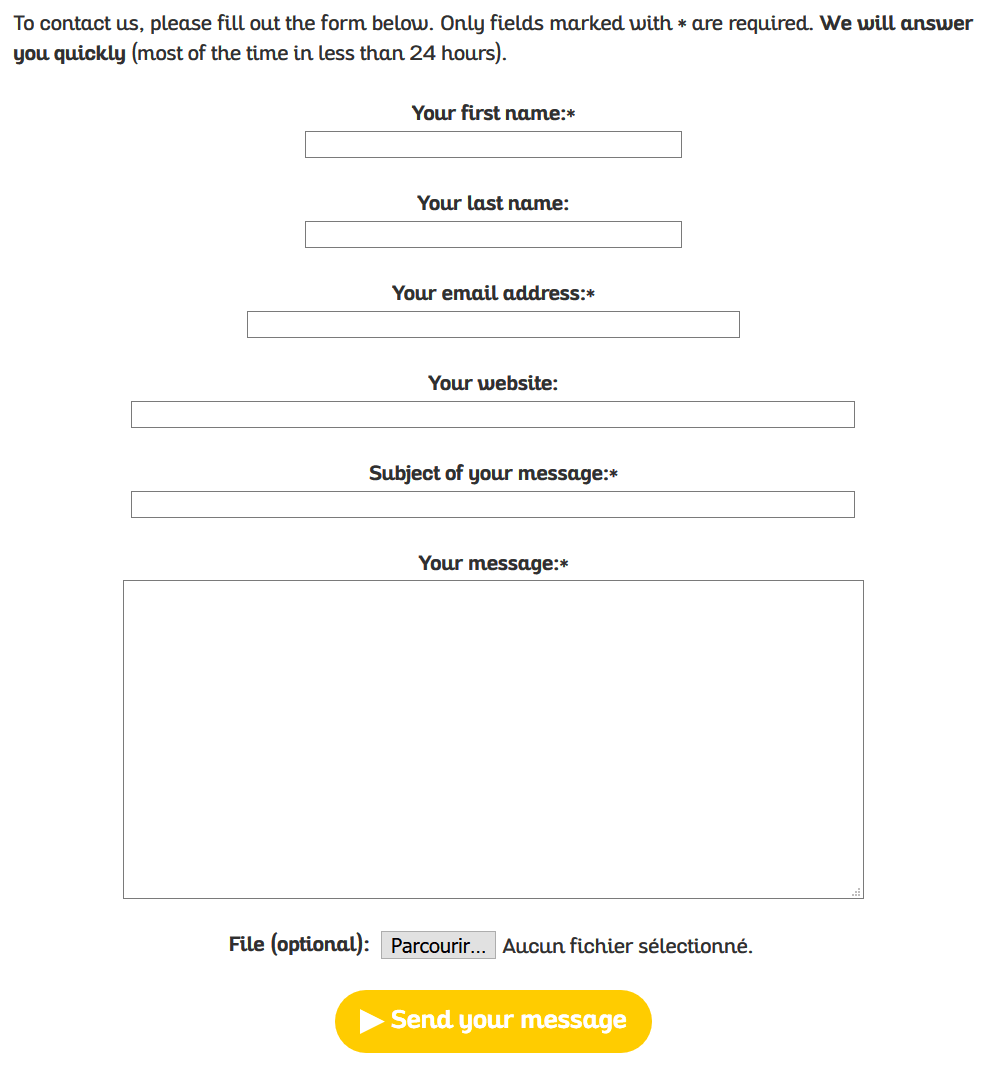 To contact us, please fill out the form below. Only fields marked with * are required. We will answer
you quickly (most of the time in less than 24 hours).
Your first name:*
Your last name:
Your email address:*
Your website:
Subject of your message:*
Your message:*
File (optional): Parcourir... Aucun fichier sélectionné.
▶ Send your message